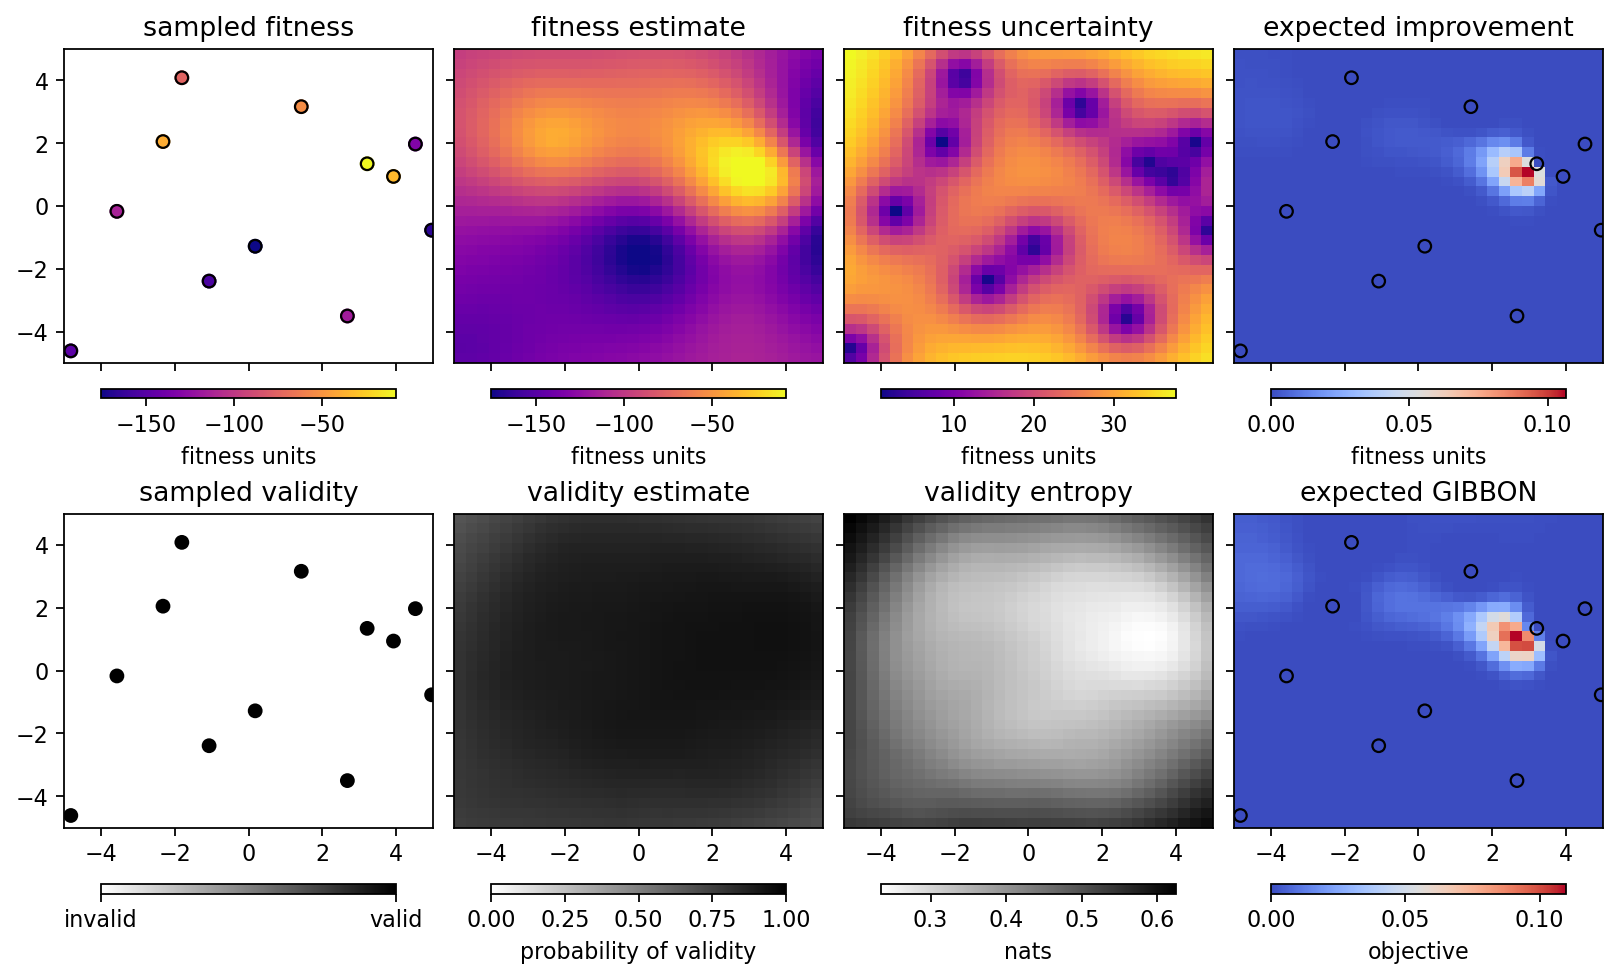 sampled fitness
fitness estimate
fitness uncertainty
expected improvement
4
2
0
−2
−4
−150 −100 −50
fitness units
−150 −100 −50
fitness units
10 20 30
fitness units
0.00 0.05 0.10
fitness units
sampled validity
validity estimate
validity entropy
expected GIBBON
4
2
0
−2
−4
−4 −2 0 2 4
−4 −2 0 2 4
−4 −2 0 2 4
−4 −2 0 2 4
invalid valid
0.00 0.25 0.50 0.75 1.00
probability of validity
0.3 0.4 0.5 0.6
nats
0.00 0.05 0.10
objective